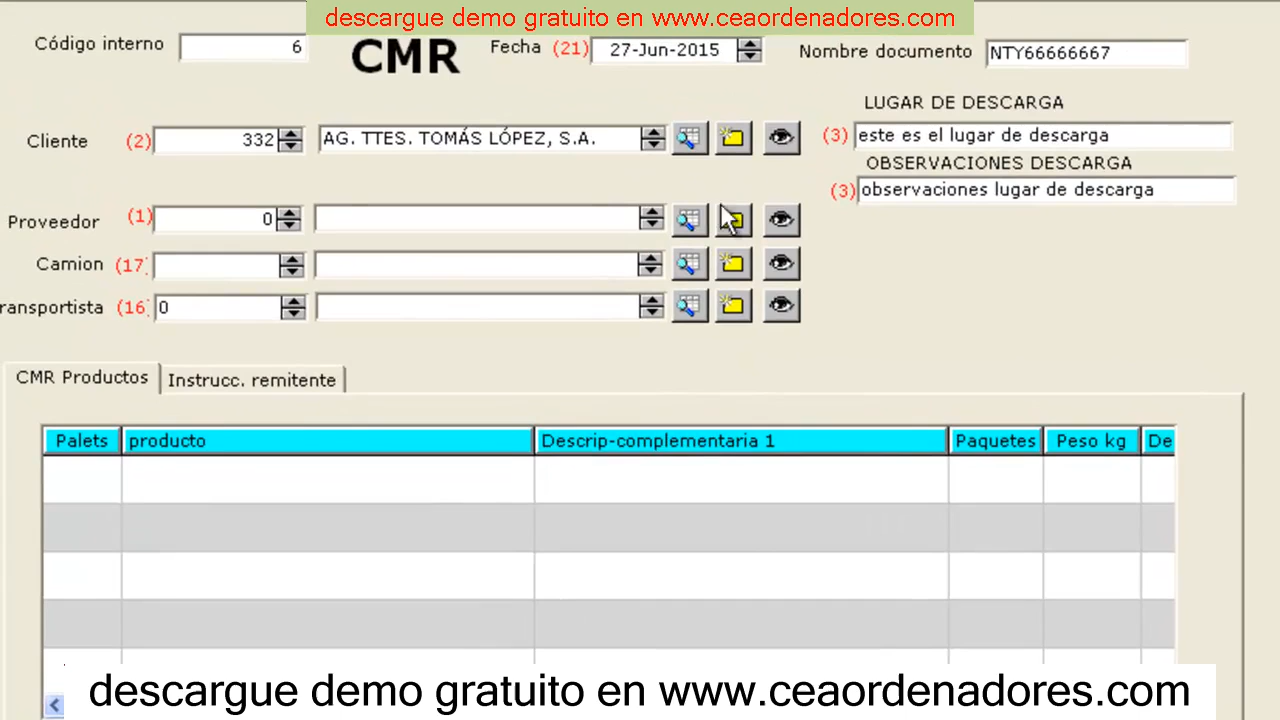 descargue demo gratuito en www.ceaordenadores.com
Código interno 6 CMR Fecha (21) 27-Jun-2015 Nombre documento NTY66666667
LUGAR DE DESCARGA
Cliente (2) 332 AG. TTES. TOMÁS LÓPEZ, S.A. (3) este es el lugar de descarga
OBSERVACIONES DESCARGA
(3) observaciones lugar de descarga
Proveedor (1) 0
Camion (17)
ransportista (16) 0
CMR Productos Instrucc. remitente
Palets producto Descrip-complementaria 1 Paquetes Peso kg De
descargue demo gratuito en www.ceaordenadores.com